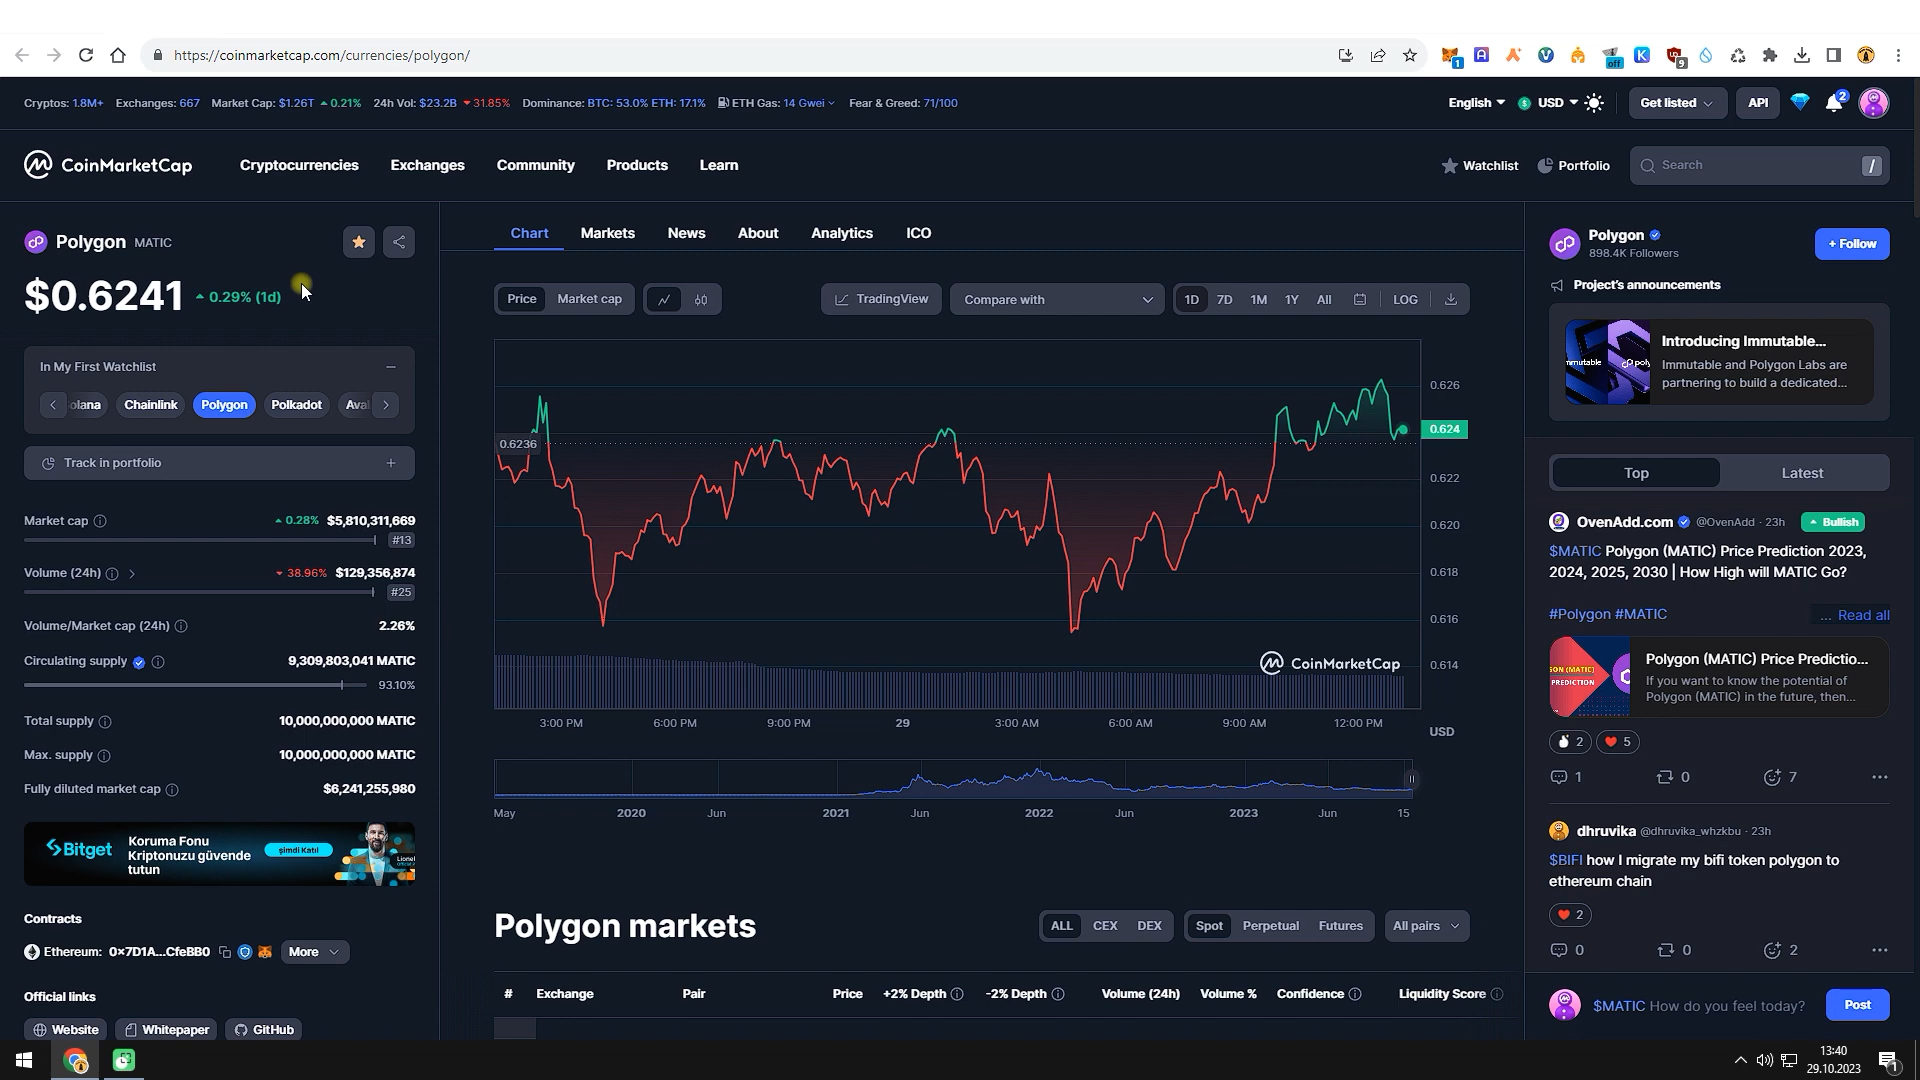 https://coinmarketcap.com/currencies/polygon/
1
off
9
Cryptos: 1.8M+ Exchanges: 667 Market Cap: $1.26T 0.21% 24h Vol: $23.2B 31.85% Dominance: BTC: 53.0% ETH: 17.1% ETH Gas: 14 Gwei Fear & Greed: 71/100
English USD Get listed API 2
CoinMarketCap
Cryptocurrencies Exchanges Community Products Learn
Watchlist Portfolio Search /
Polygon MATIC
$0.6241 0.29% (1d)
In My First Watchlist
olana Chainlink Polygon Polkadot Aval
Track in portfolio +
Market cap 0.28% $5,810,311,669
#13
Volume (24h) 38.96% $129,356,874
#25
Volume/Market cap (24h) 2.26%
Circulating supply 9,309,803,041 MATIC
93.10%
Total supply 10,000,000,000 MATIC
Max. supply 10,000,000,000 MATIC
Fully diluted market cap $6,241,255,980
Bitget
Koruma Fonu
Kriptonuzu güvende
tutun
şimdi Katıl
Lionel
Contracts
Ethereum: 0x7D1A...CfeBB0 More
Official links
Website Whitepaper GitHub
Chart Markets News About Analytics ICO
Price Market cap TradingView Compare with 1D 7D 1M 1Y All LOG
0.6236
0.626
0.624
0.622
0.620
0.618
0.616
0.614
CoinMarketCap
3:00 PM 6:00 PM 9:00 PM 29 3:00 AM 6:00 AM 9:00 AM 12:00 PM
USD
May 2020 Jun 2021 Jun 2022 Jun 2023 Jun 15
Polygon markets
ALL CEX DEX Spot Perpetual Futures All pairs
# Exchange Pair Price +2% Depth -2% Depth Volume (24h) Volume % Confidence Liquidity Score
Polygon
898.4K Followers
+ Follow
Project's announcements
Introducing Immutable...
Immutable and Polygon Labs are
partnering to build a dedicated...
Top Latest
OvenAdd.com @OvenAdd · 23h Bullish
$MATIC Polygon (MATIC) Price Prediction 2023,
2024, 2025, 2030 | How High will MATIC Go?
#Polygon #MATIC ... Read all
GON (MATIC)
PREDICTION
Polygon (MATIC) Price Predictio...
If you want to know the potential of
Polygon (MATIC) in the future, then...
2 5
1 0 7
dhruvika @dhruvika_whzkbu · 23h
$BIFI how I migrate my bifi token polygon to
ethereum chain
2
0 0 2
$MATIC How do you feel today? Post
13:40
29.10.2023
1